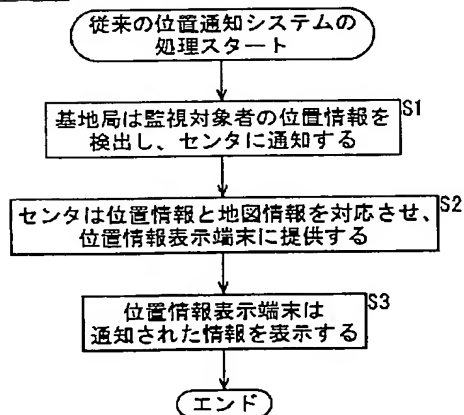 従来の位置通知システムの
処理スタート
基地局は監視対象者の位置情報を
検出し、センタに通知する
S1
センタは位置情報と地図情報を対応させ、
位置情報表示端末に提供する
S2
位置情報表示端末は
通知された情報を表示する
S3
エンド